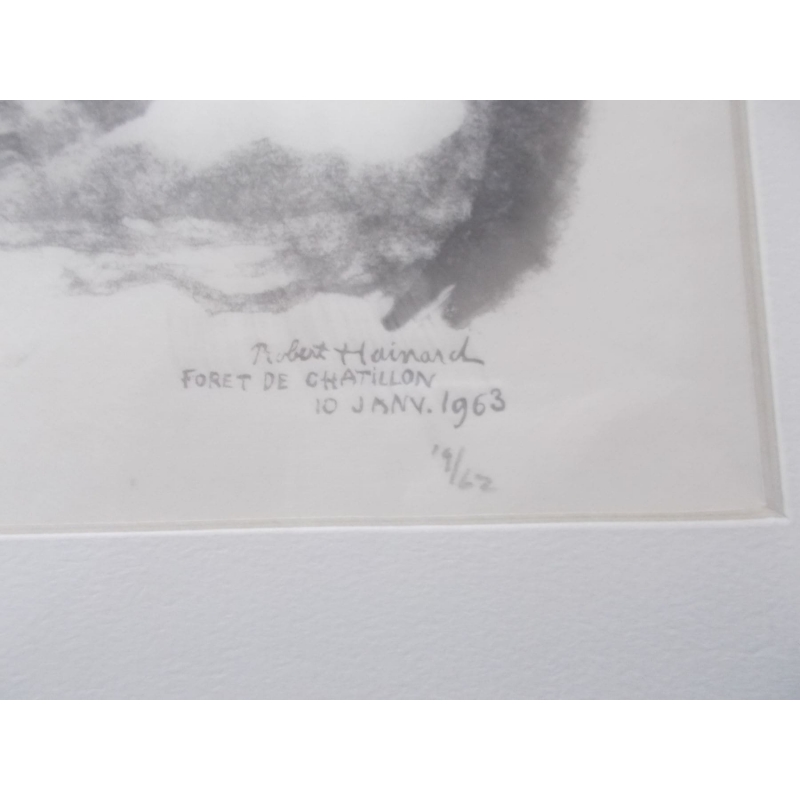 Robert Hainard
FORET DE CHATILLON
10 JANV. 1963
19/62